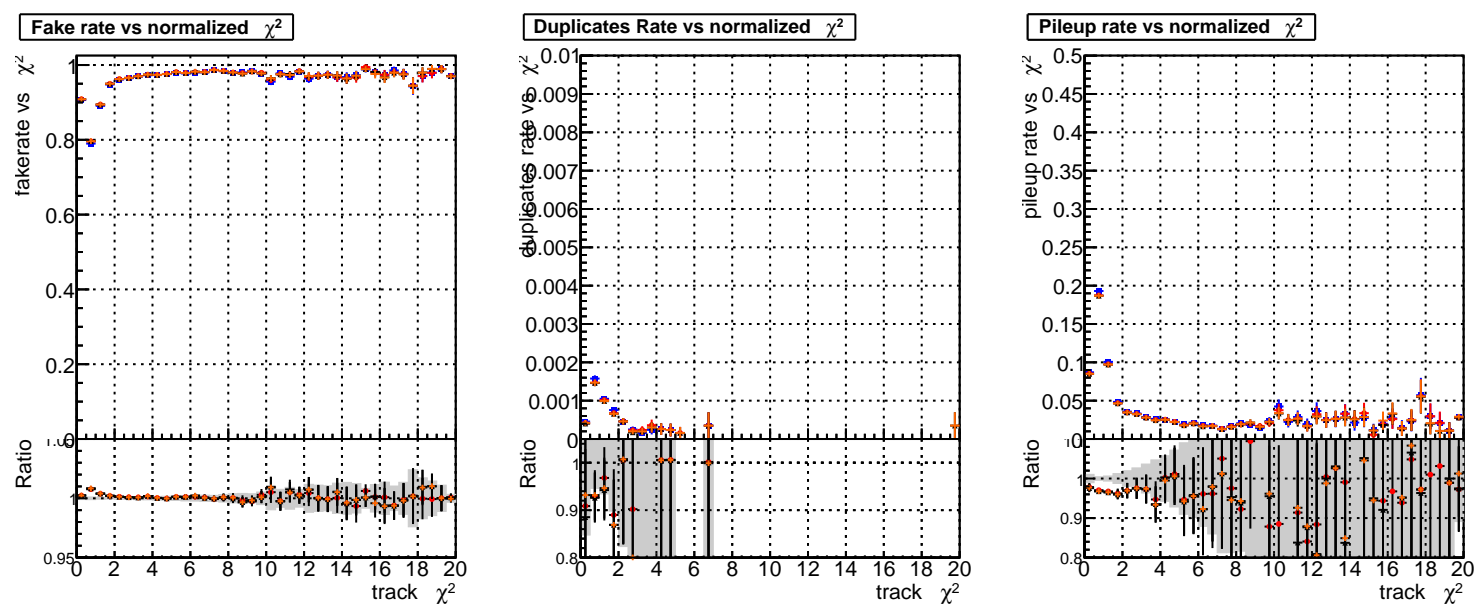 Fake rate vs normalized χ²
fakerate vs χ²
1
0.8
0.6
0.4
0.2
Ratio
0.95
0 2 4 6 8 10 12 14 16 18 20
track χ²
Duplicates Rate vs normalized χ²
duplicates rate vs χ²
0.01
0.009
0.008
0.007
0.006
0.005
0.004
0.003
0.002
0.001
0
Ratio
1
0.9
0.8
0 2 4 6 8 10 12 14 16 18 20
track χ²
Pileup rate vs normalized χ²
pileup rate vs χ²
0.5
0.45
0.4
0.35
0.3
0.25
0.2
0.15
0.1
0.05
Ratio
1
0.9
0.8
0 2 4 6 8 10 12 14 16 18 20
track χ²